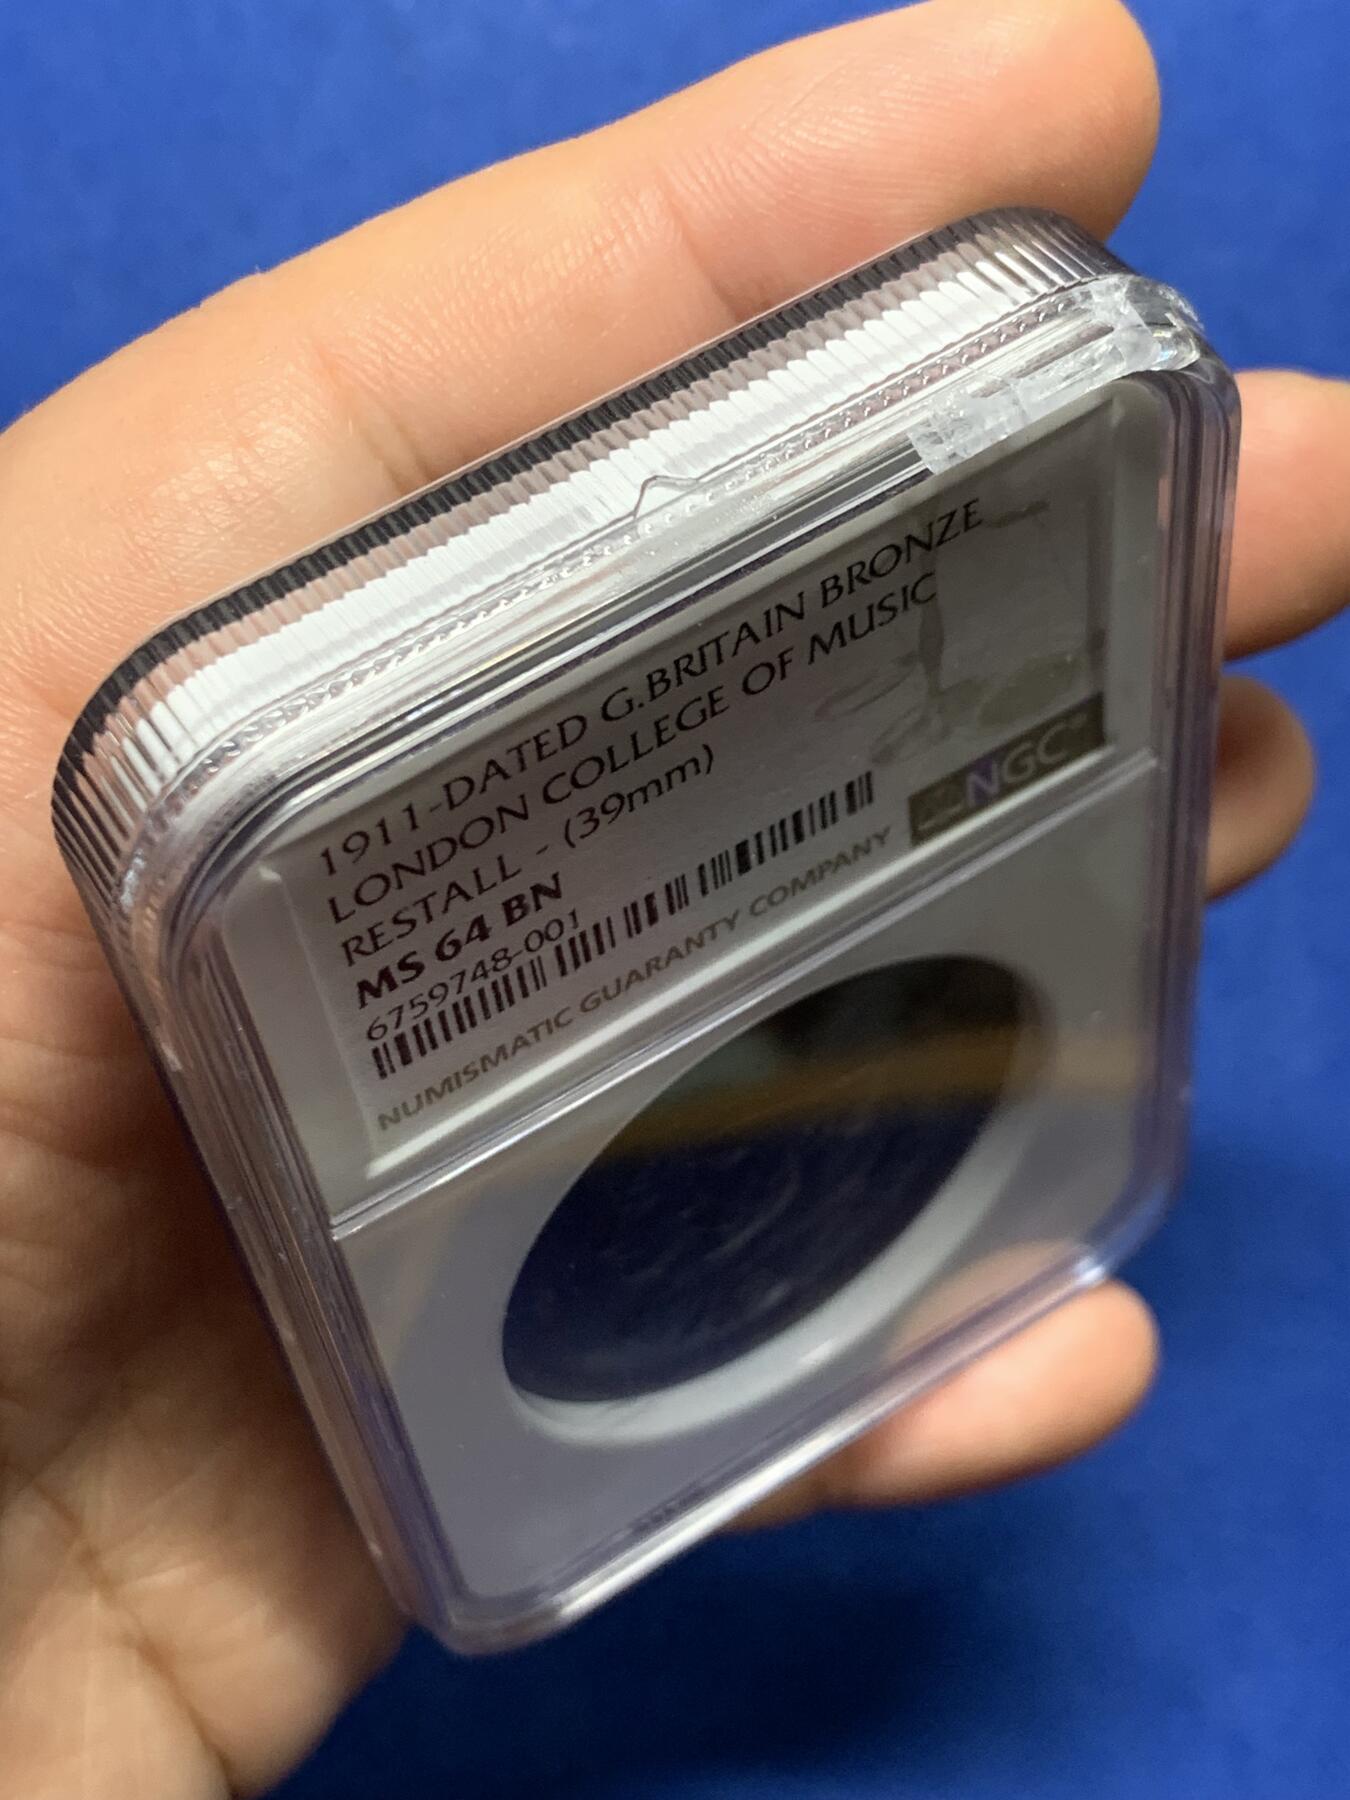 1911-DATED G.BRITAIN BRONZE
LONDON COLLEGE OF MUSIC
RESTALL - (39mm)
MS 64 BN
6759748-001
NUMISMATIC GUARANTY COMPANY
NGC®